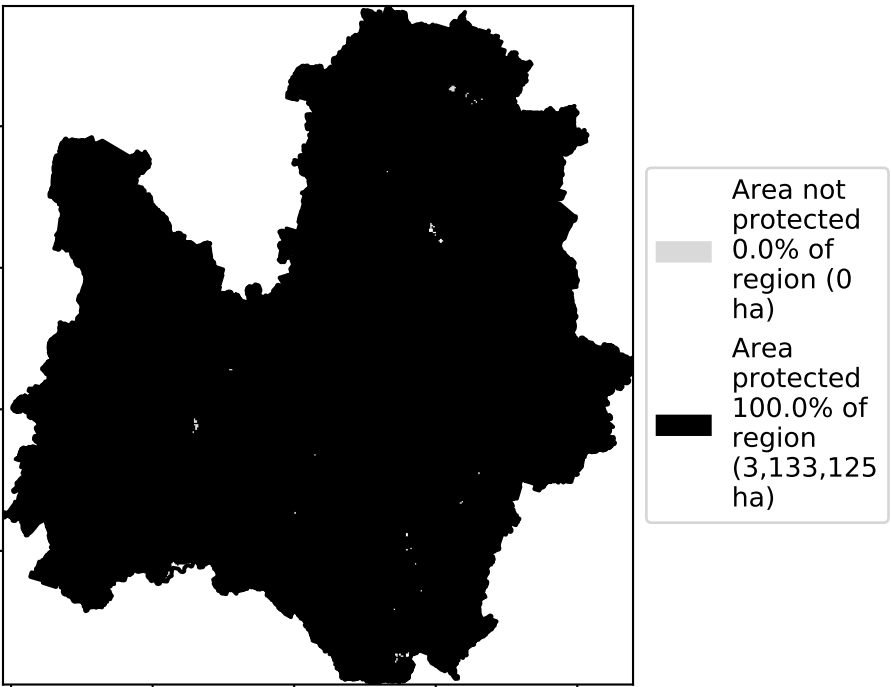 Area not
protected
0.0% of
region (0
ha)
Area
protected
100.0% of
region
(3,133,125
ha)